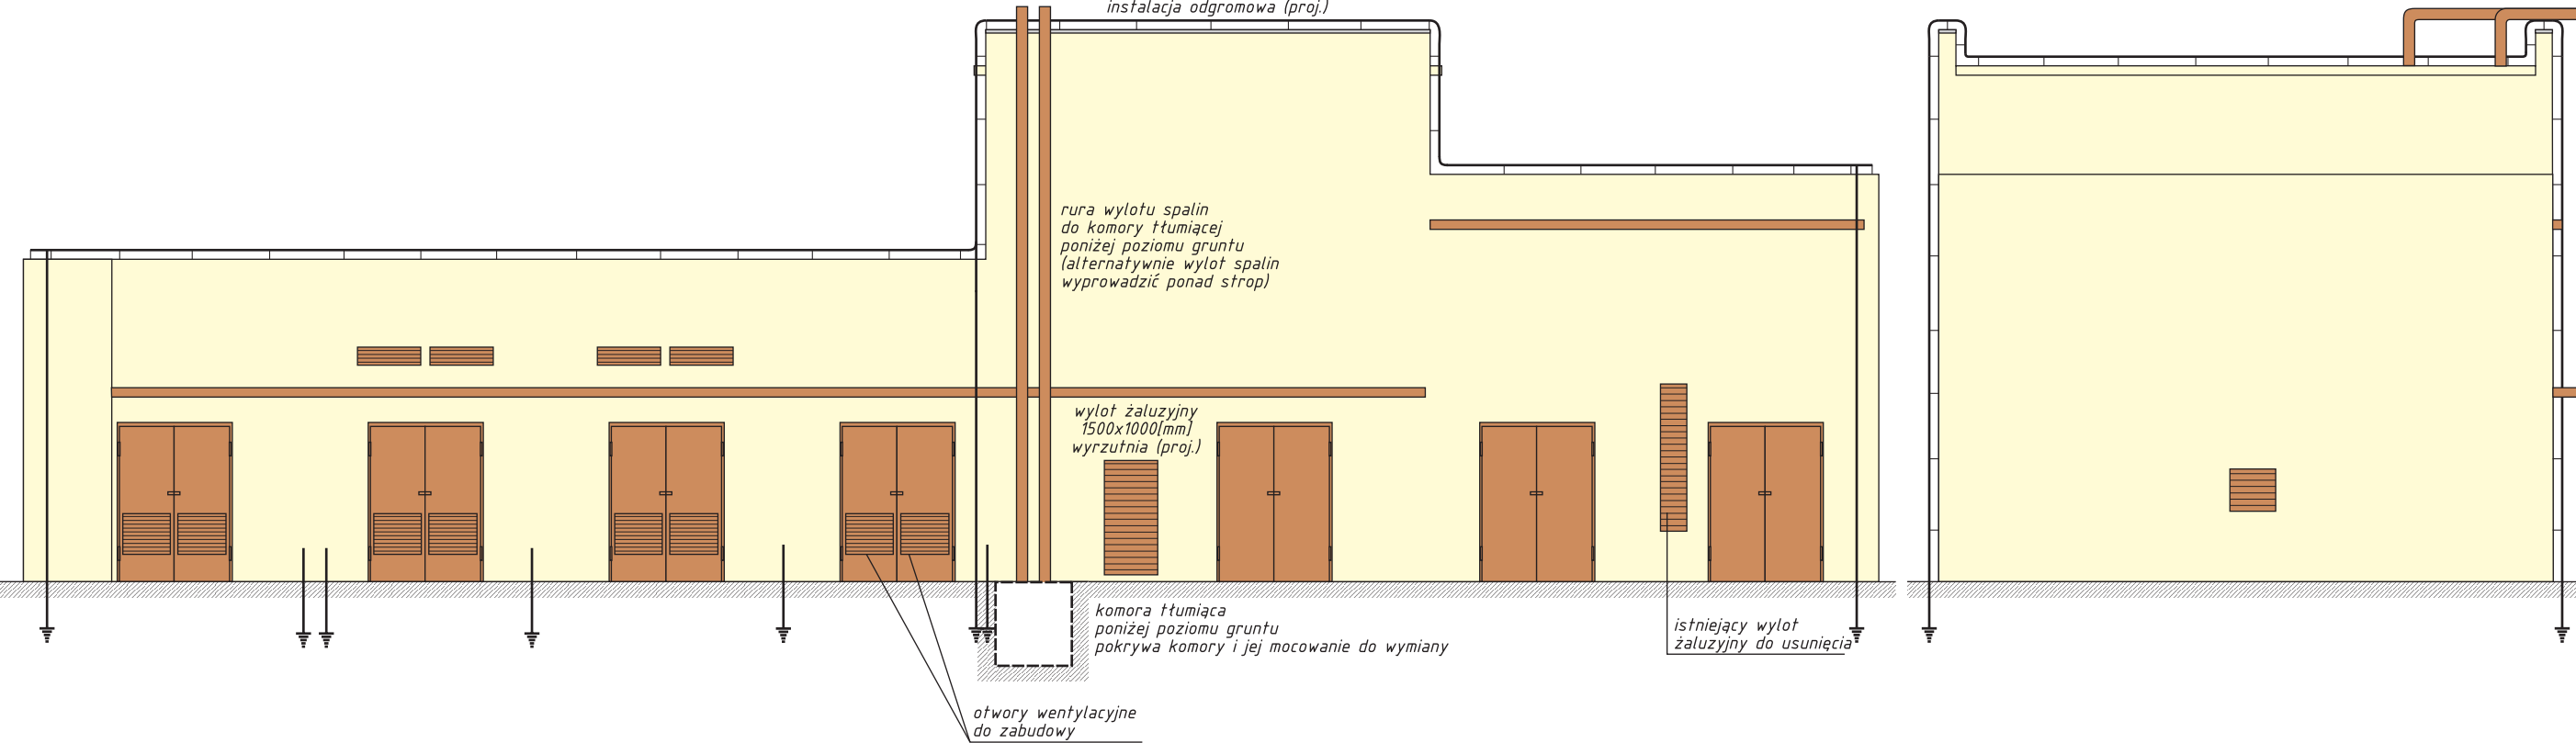 instalacja odgromowa (proj.)
rura wylotu spalin
do komory tłumiącej
poniżej poziomu gruntu
(alternatywnie wylot spalin
wyprowadzić ponad strop)
wylot żaluzyjny
1500x1000[mm]
wyrzutnia (proj.)
komora tłumiąca
poniżej poziomu gruntu
pokrywa komory i jej mocowanie do wymiany
istniejący wylot
żaluzyjny do usunięcia
otwory wentylacyjne
do zabudowy